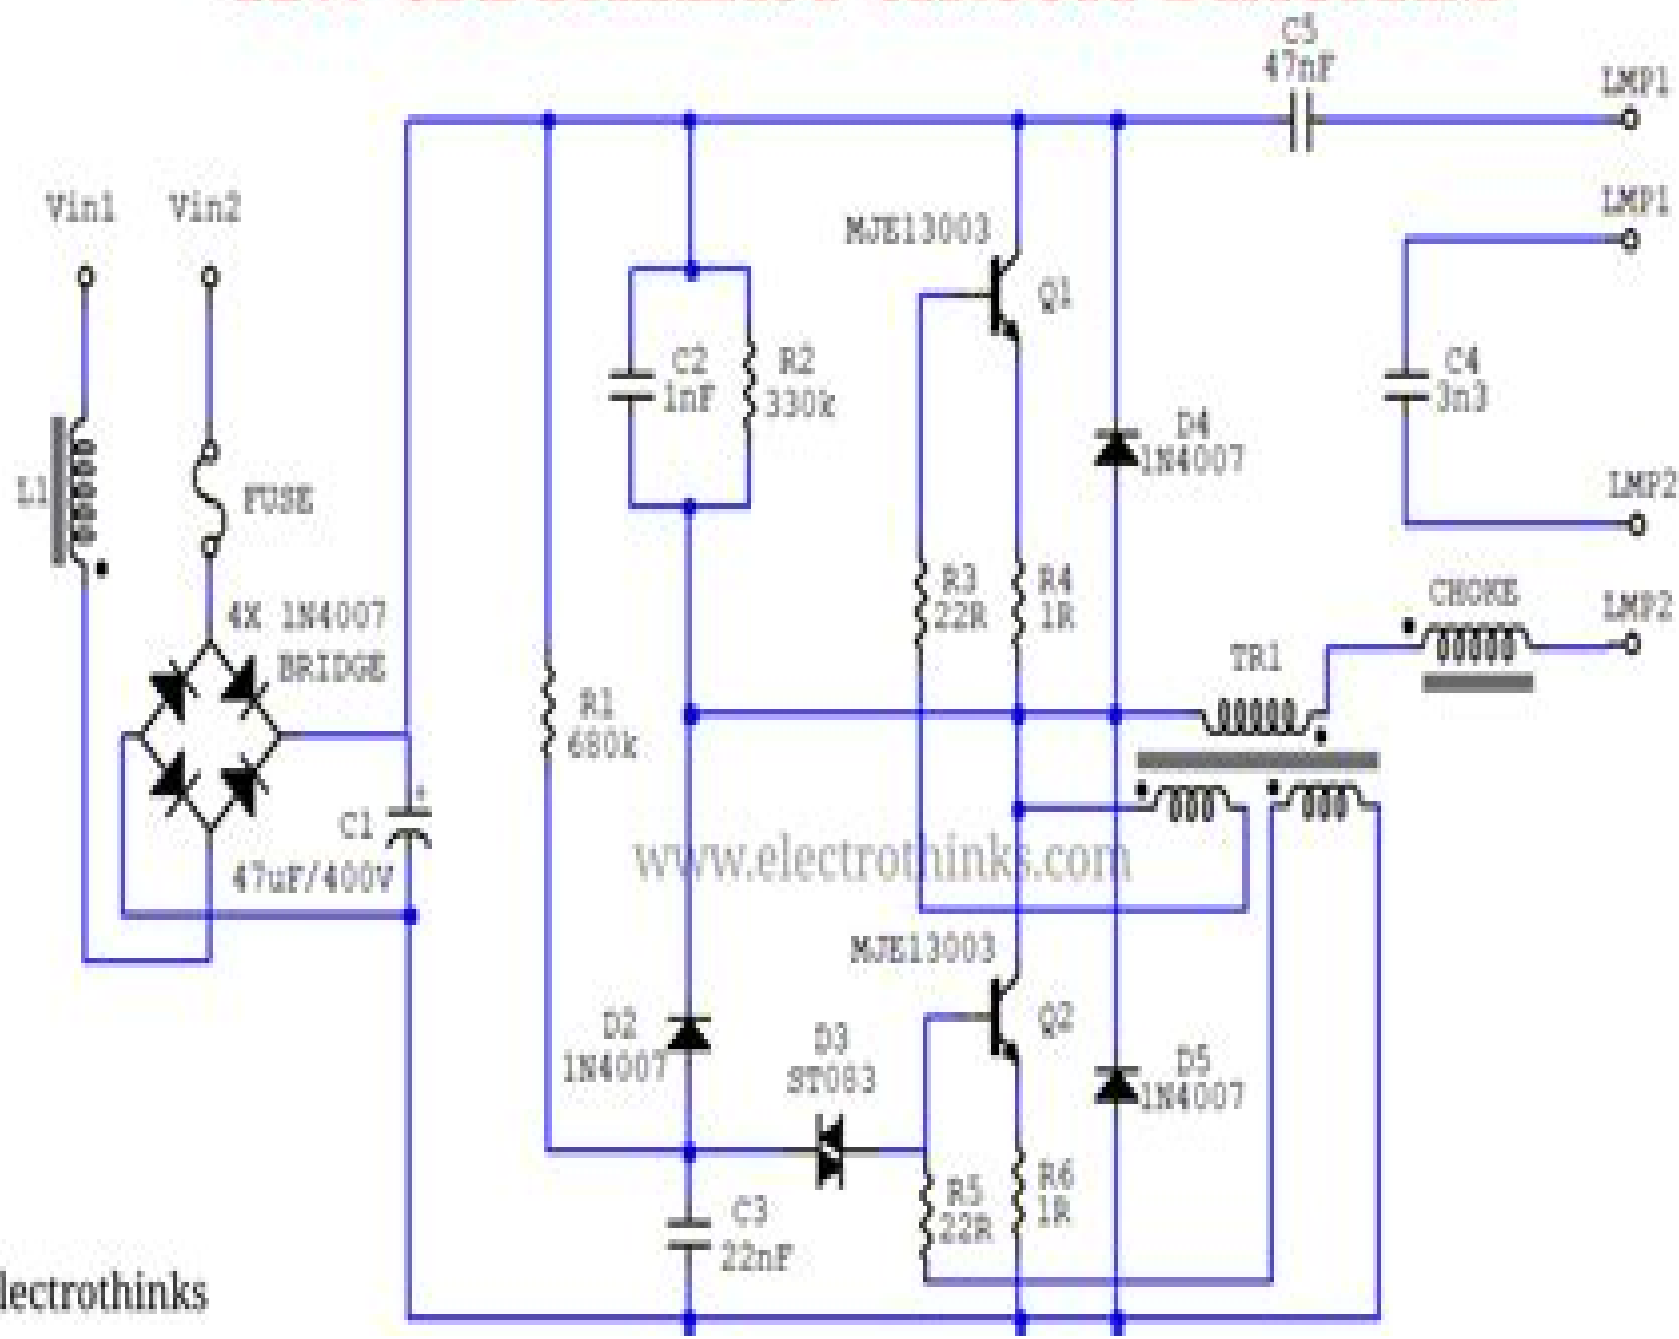 C5
47nF
LMP1
LMP1
Vin1
Vin2
MJE13003
Q1
C2
1nF
R2
330k
C4
3n3
D4
1N4007
LMP2
L1
FUSE
R3
22R
R4
1R
CHOKE
LMP2
4X 1N4007
BRIDGE
TR1
R1
680k
C1
+
47uF/400V
www.electrothinks.com
MJE13003
Q2
D2
1N4007
D3
ST083
D5
1N4007
R5
22R
R6
1R
C3
22nF
lectrothinks